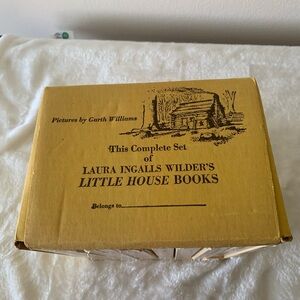 Pictures by Garth Williams
This Complete Set
of
LAURA INGALLS WILDER'S
LITTLE HOUSE BOOKS
Belongs to